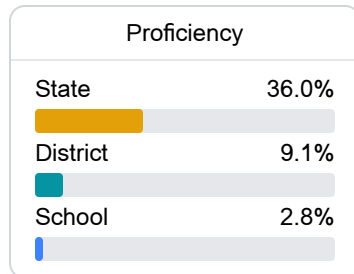 Proficiency
State 36.0%
District 9.1%
School 2.8%